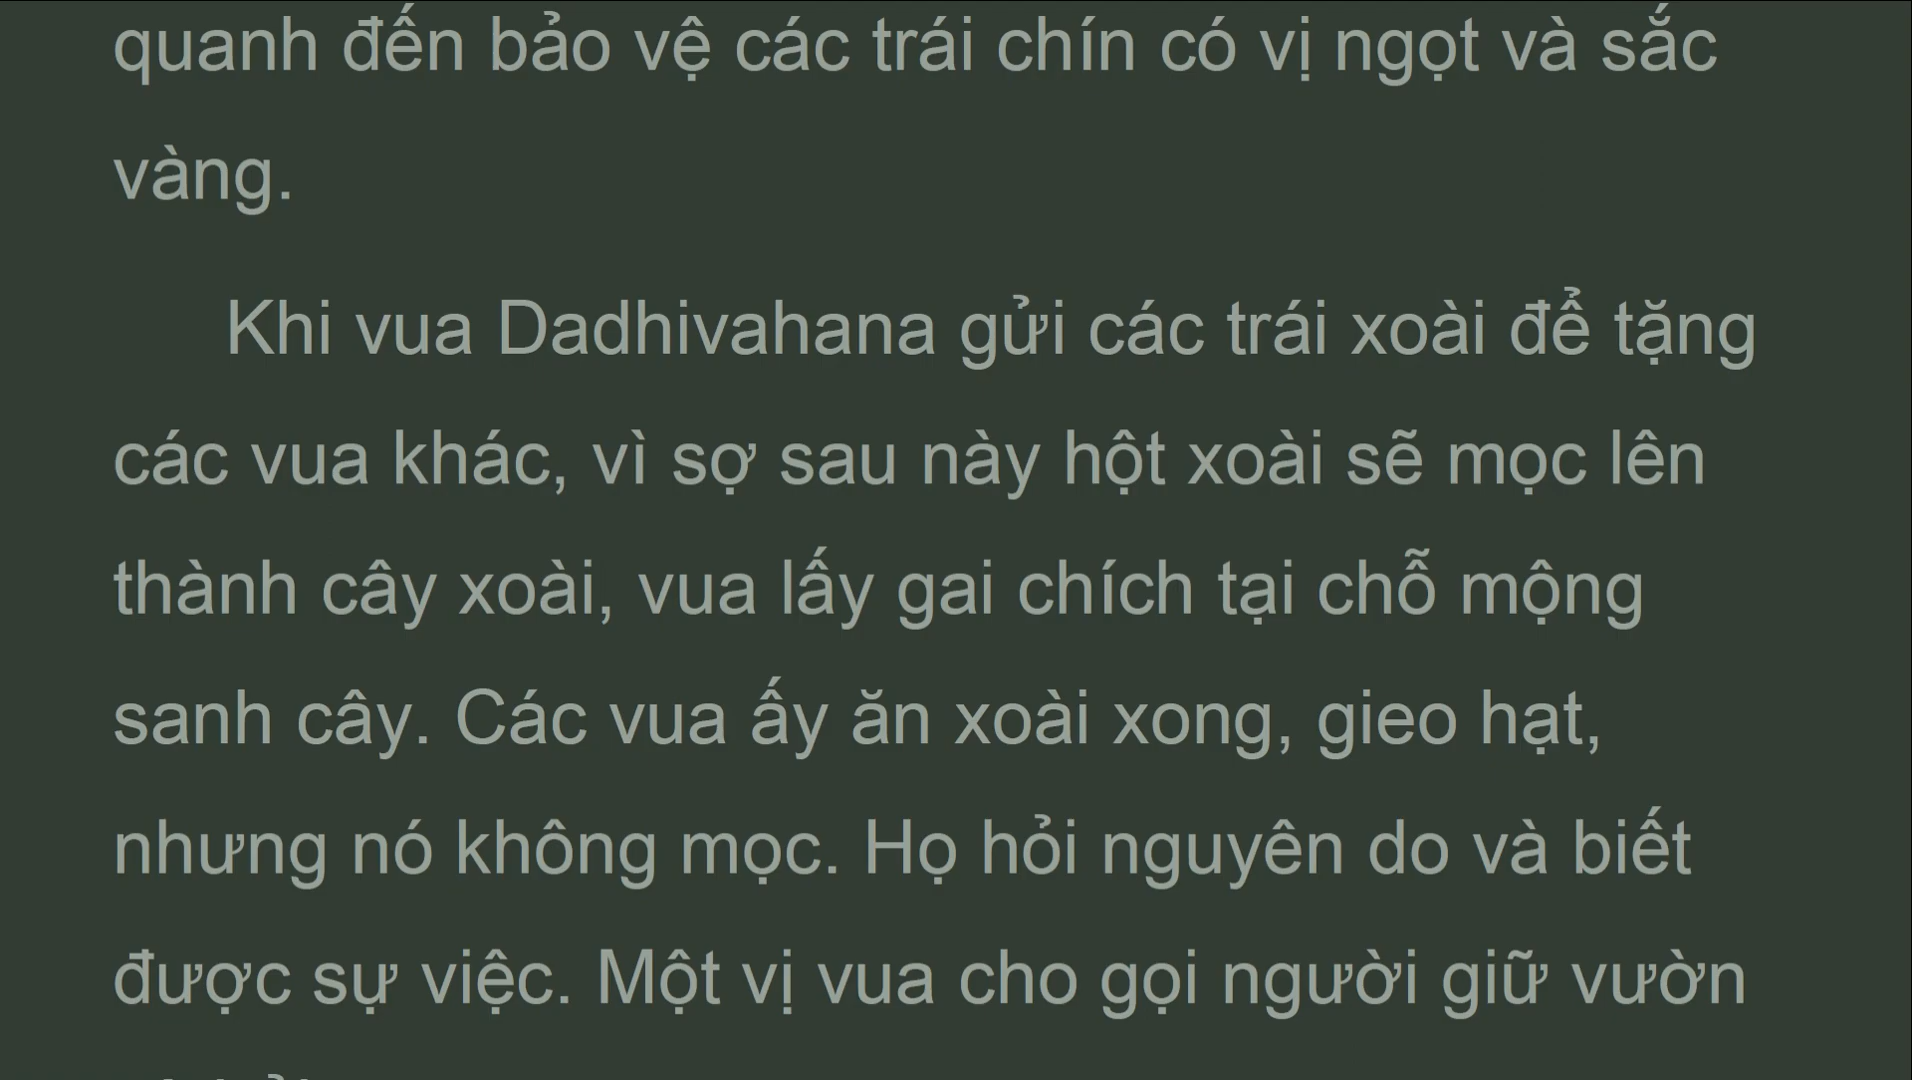 quanh đến bảo vệ các trái chín có vị ngọt và sắc
vàng.
Khi vua Dadhivahana gửi các trái xoài để tặng
các vua khác, vì sợ sau này hột xoài sẽ mọc lên
thành cây xoài, vua lấy gai chích tại chỗ mộng
sanh cây. Các vua ấy ăn xoài xong, gieo hạt,
nhưng nó không mọc. Họ hỏi nguyên do và biết
được sự việc. Một vị vua cho gọi người giữ vườn